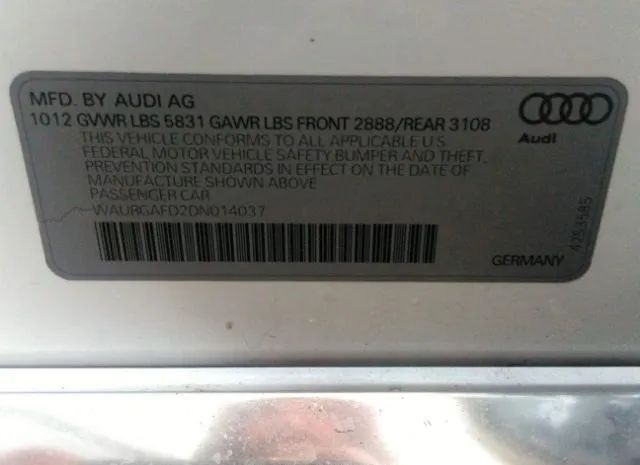 MFD. BY AUDI AG
1012 GVWR LBS 5831 GAWR LBS FRONT 2888/REAR 3108
THIS VEHICLE CONFORMS TO ALL APPLICABLE U.S.
FEDERAL MOTOR VEHICLE SAFETY, BUMPER AND THEFT
PREVENTION STANDARDS IN EFFECT ON THE DATE OF
MANUFACTURE SHOWN ABOVE
PASSENGER CAR
WAURGAFD2DN014037
Audi
4253585
GERMANY